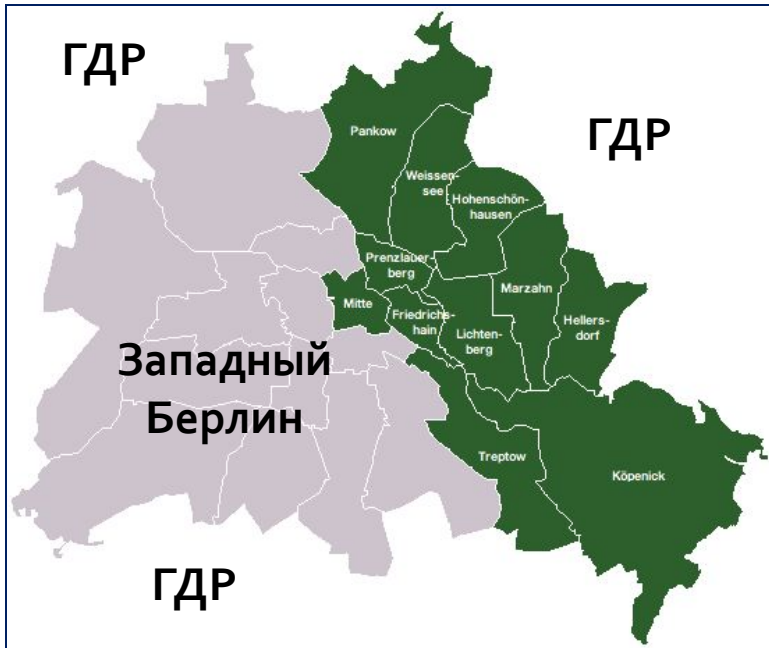 ГДР
ГДР
Pankow
Weissen-
see
Hohenschön-
hausen
Prenzlauer-
berg
Mitte
Friedrichs-
hain
Marzahn
Lichten-
berg
Hellers-
dorf
Западный
Берлин
Treptow
Köpenick
ГДР